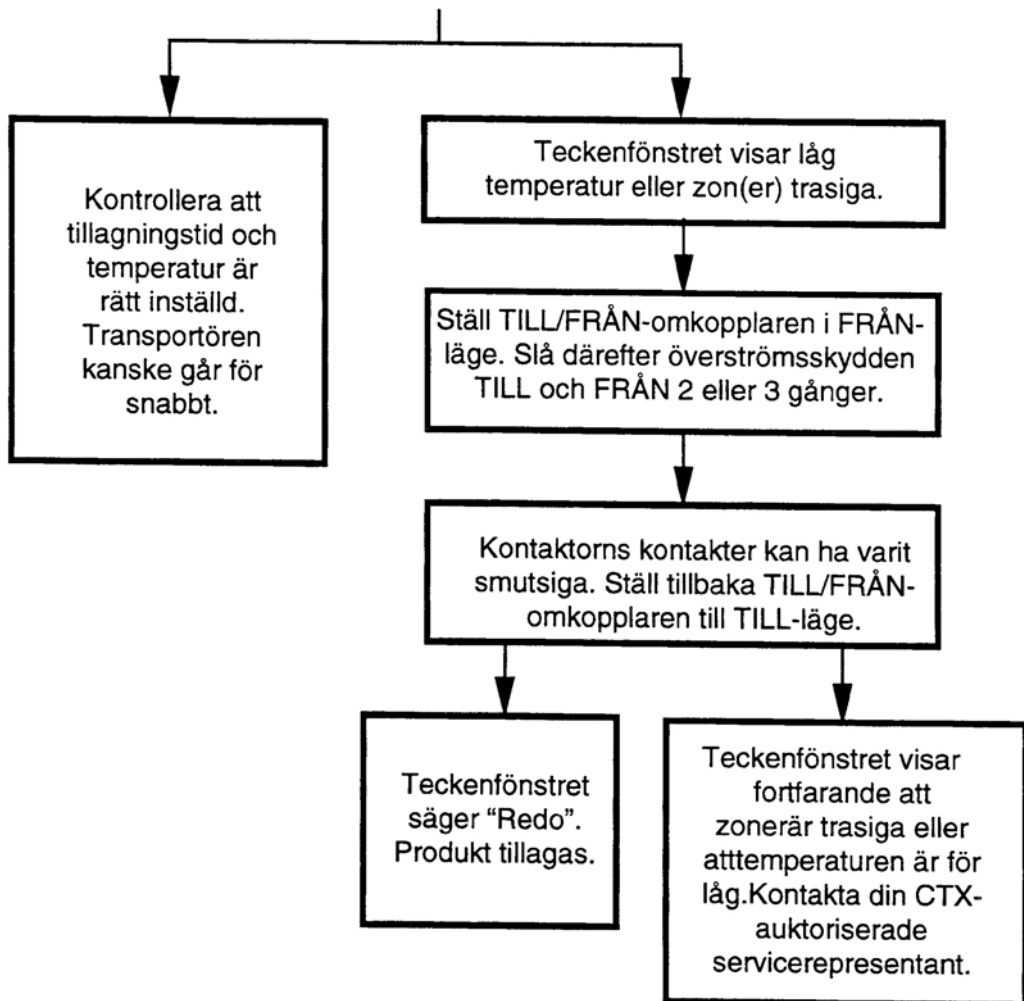 Kontrollera att
tillagningstid och
temperatur är
rätt inställd.
Transportören
kanske går för
snabbt.
Teckenfönstret visar låg
temperatur eller zon(er) trasiga.
Ställ TILL/FRÅN-omkopplaren i FRÅN-
läge. Slå därefter överströmsskydden
TILL och FRÅN 2 eller 3 gånger.
Kontaktorns kontakter kan ha varit
smutsiga. Ställ tillbaka TILL/FRÅN-
omkopplaren till TILL-läge.
Teckenfönstret
säger “Redo”.
Produkt tillagas.
Teckenfönstret visar
fortfarande att
zonerär trasiga eller
atttemperaturen är för
låg.Kontakta din CTX-
auktoriserade
servicerepresentant.